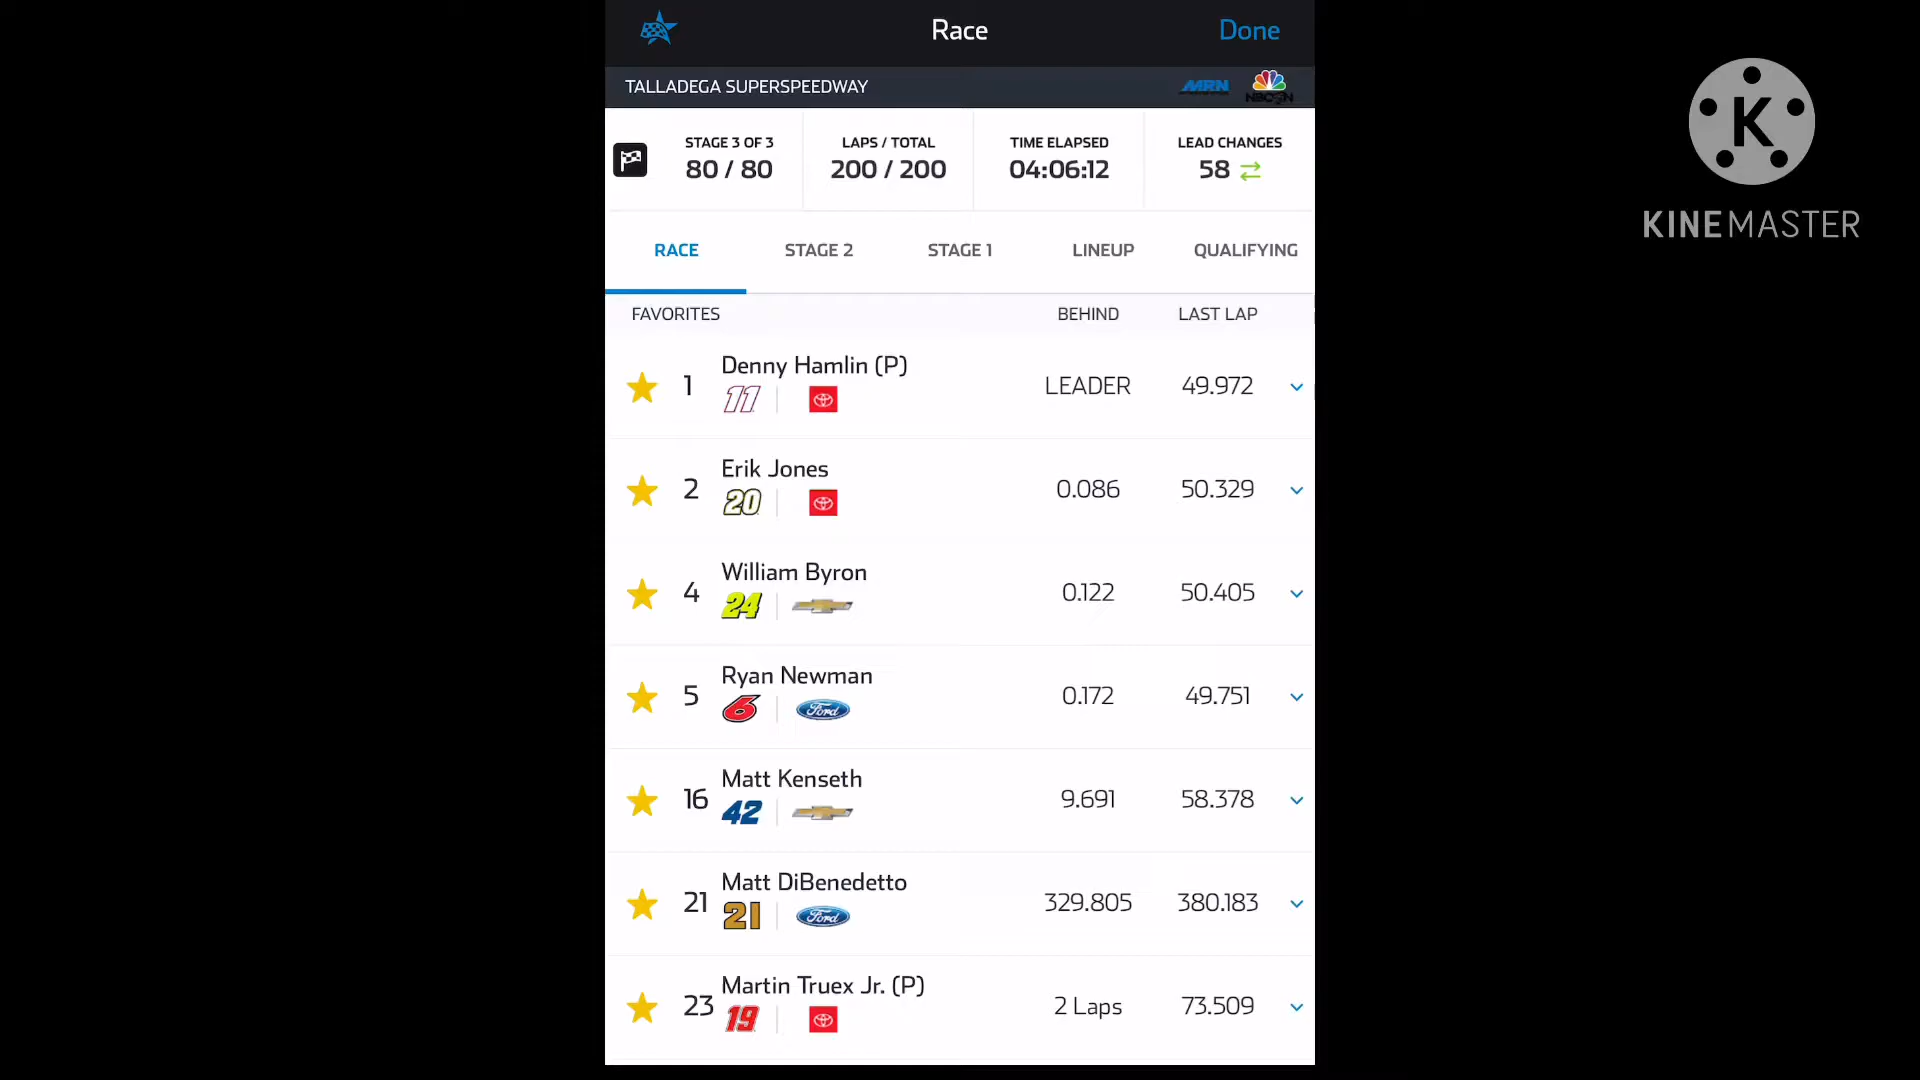 Race
Done
TALLADEGA SUPERSPEEDWAY
MRN
NBCSN
STAGE 3 OF 3
80 / 80
LAPS / TOTAL
200 / 200
TIME ELAPSED
04:06:12
LEAD CHANGES
58
RACE
STAGE 2
STAGE 1
LINEUP
QUALIFYING
FAVORITES
BEHIND
LAST LAP
1
Denny Hamlin (P)
11
LEADER
49.972
2
Erik Jones
20
0.086
50.329
4
William Byron
24
0.122
50.405
5
Ryan Newman
6
Ford
0.172
49.751
16
Matt Kenseth
42
9.691
58.378
21
Matt DiBenedetto
21
Ford
329.805
380.183
23
Martin Truex Jr. (P)
19
2 Laps
73.509
K
KINEMASTER